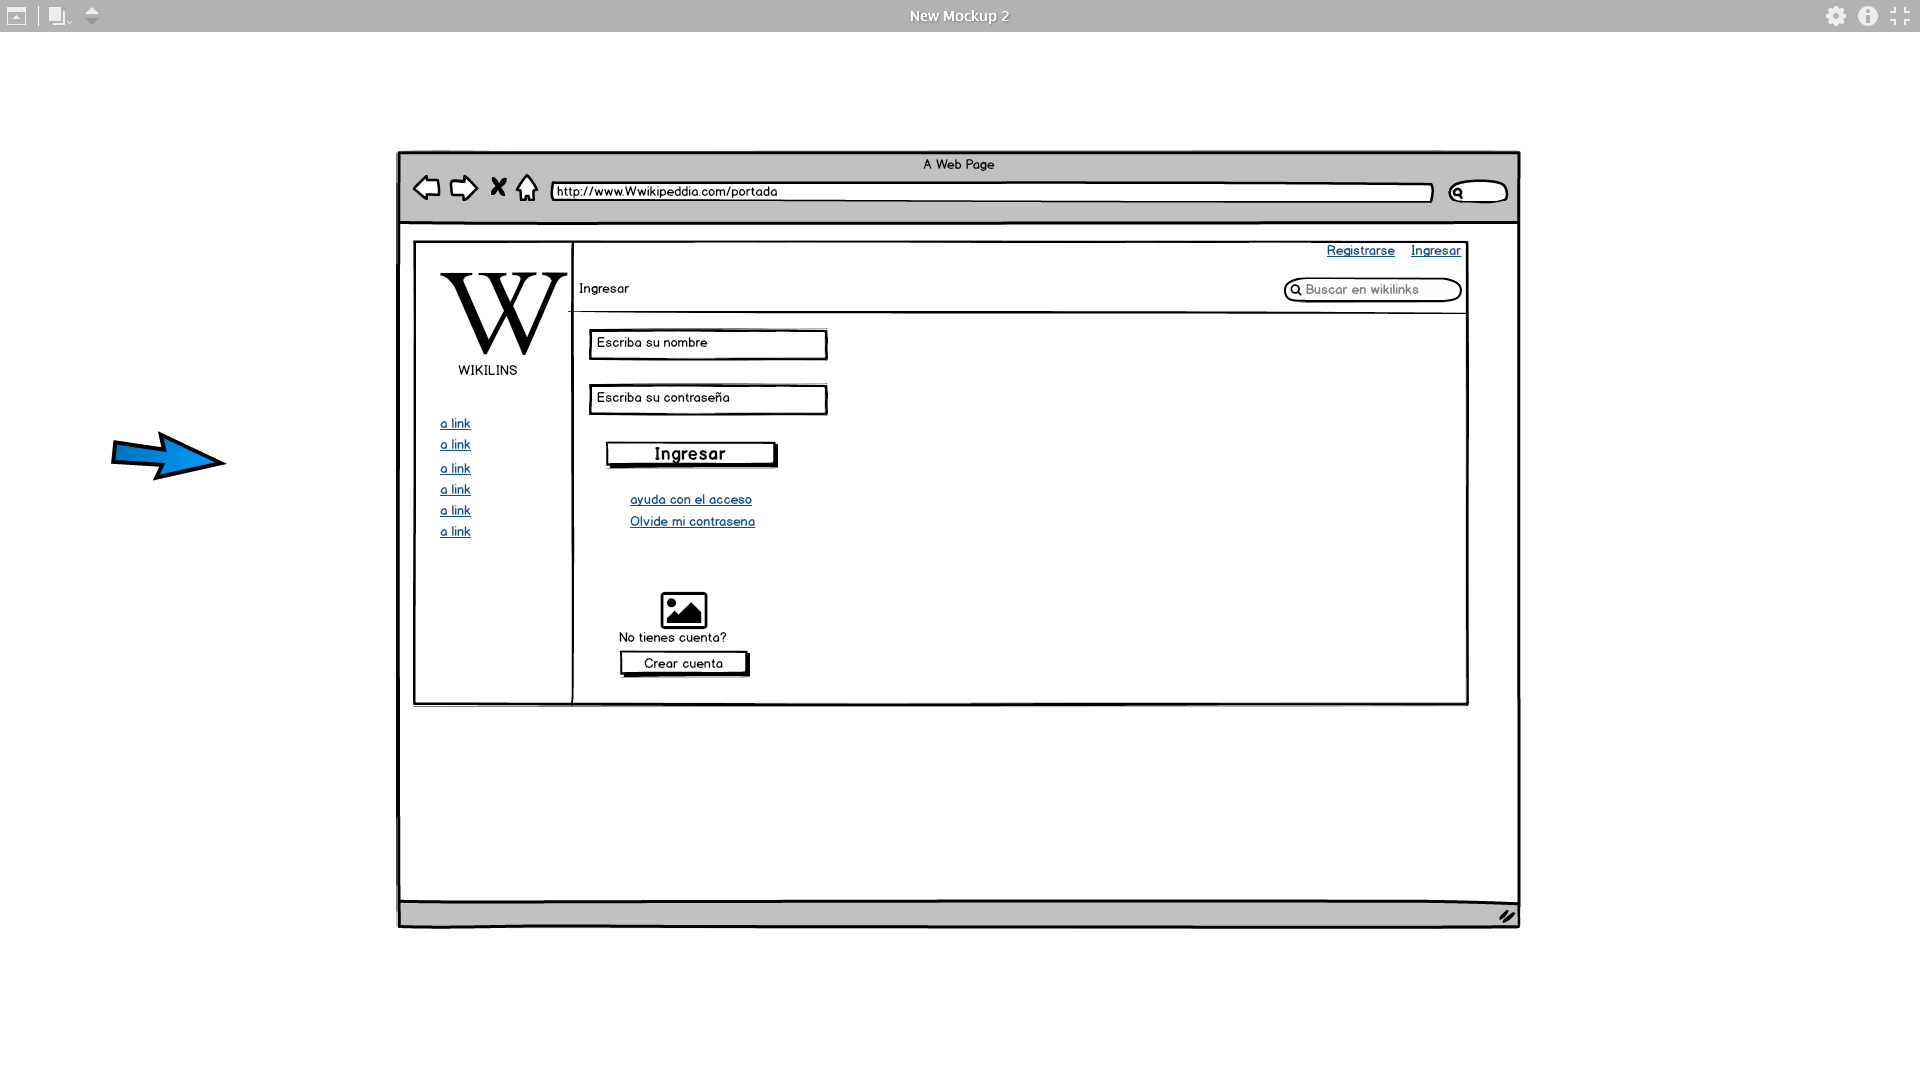 New Mockup 2
A Web Page
http://www.Wwikipeddia.com/portada
Registrarse Ingresar
Ingresar
Buscar en wikilinks
W
WIKILINS
a link
a link
a link
a link
a link
a link
Escriba su nombre
Escriba su contraseña
Ingresar
ayuda con el acceso
Olvide mi contrasena
No tienes cuenta?
Crear cuenta